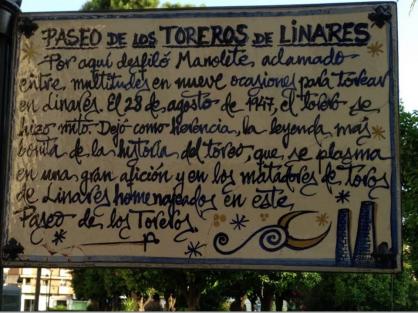 PASEO DE LOS TOREROS DE LINARES
Por aquí desfiló Manolete, aclamado
entre multitudes en nueve ocasiones para torear
en Linares. El 28 de agosto de 1947, el torero se
hizo mito. Dejó como herencia, la leyenda más
bonita de la historia del toreo, que se plasma
en una gran afición y en los matadores de toros
de Linares homenajeados en este
Paseo de los Toreros